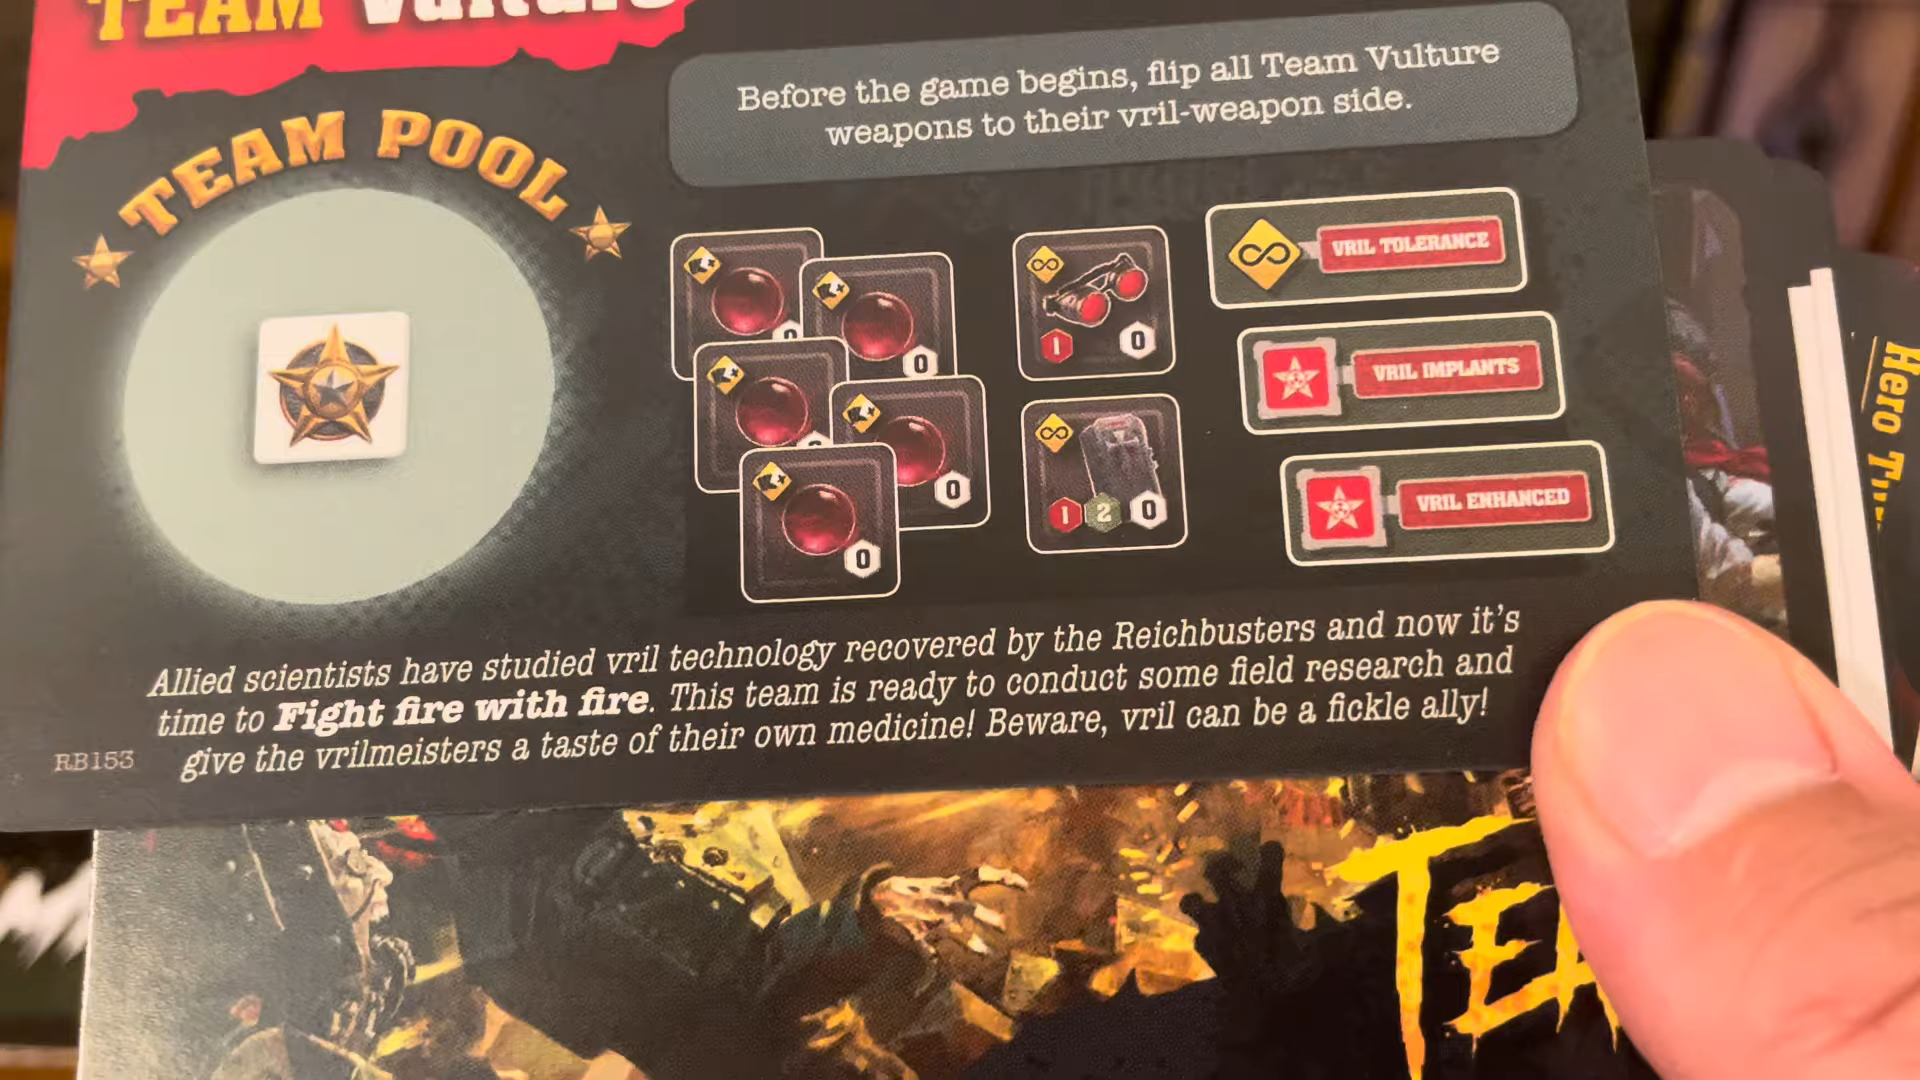 TEAM Vulture
TEAM POOL
Before the game begins, flip all Team Vulture
weapons to their vril-weapon side.
0
0
0
0
1
0
1
2
0
VRIL TOLERANCE
VRIL IMPLANTS
VRIL ENHANCED
Allied scientists have studied vril technology recovered by the Reichbusters and now it's
time to Fight fire with fire. This team is ready to conduct some field research and
give the vrilmeisters a taste of their own medicine! Beware, vril can be a fickle ally!
RB153
Hero